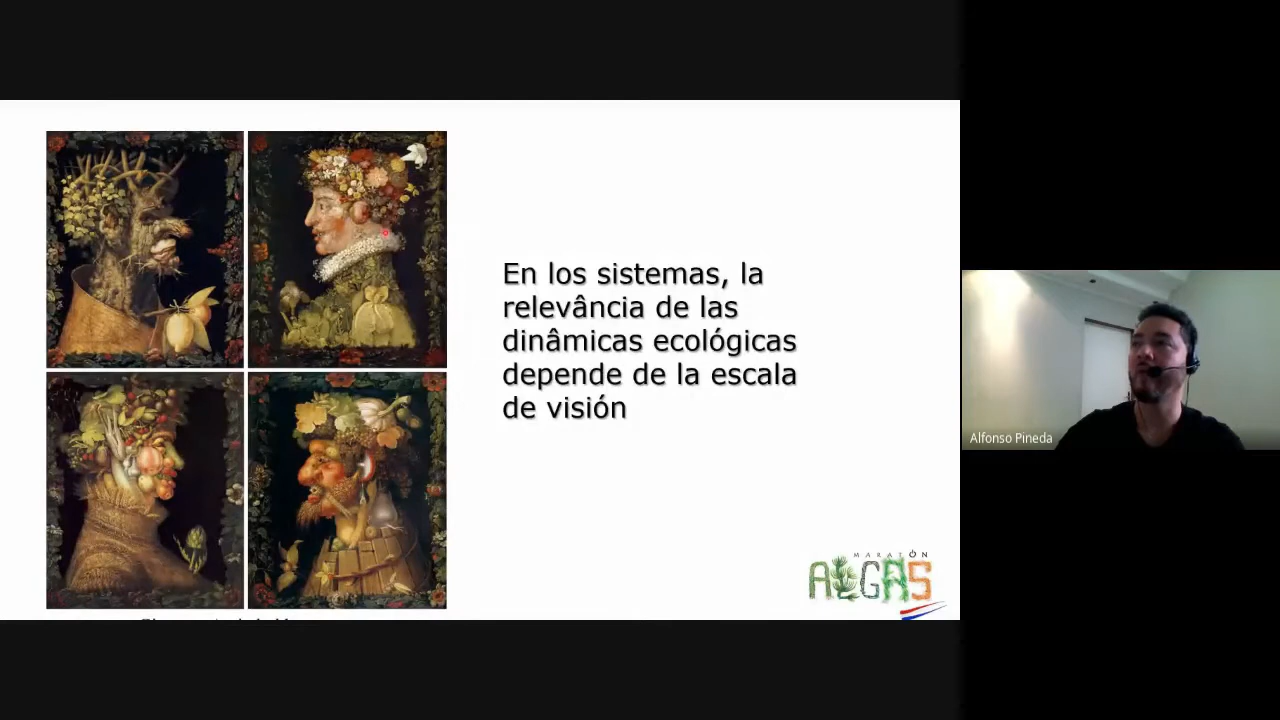 En los sistemas, la
relevância de las
dinâmicas ecológicas
depende de la escala
de visión
MARATÓN
ALGAS
Alfonso Pineda